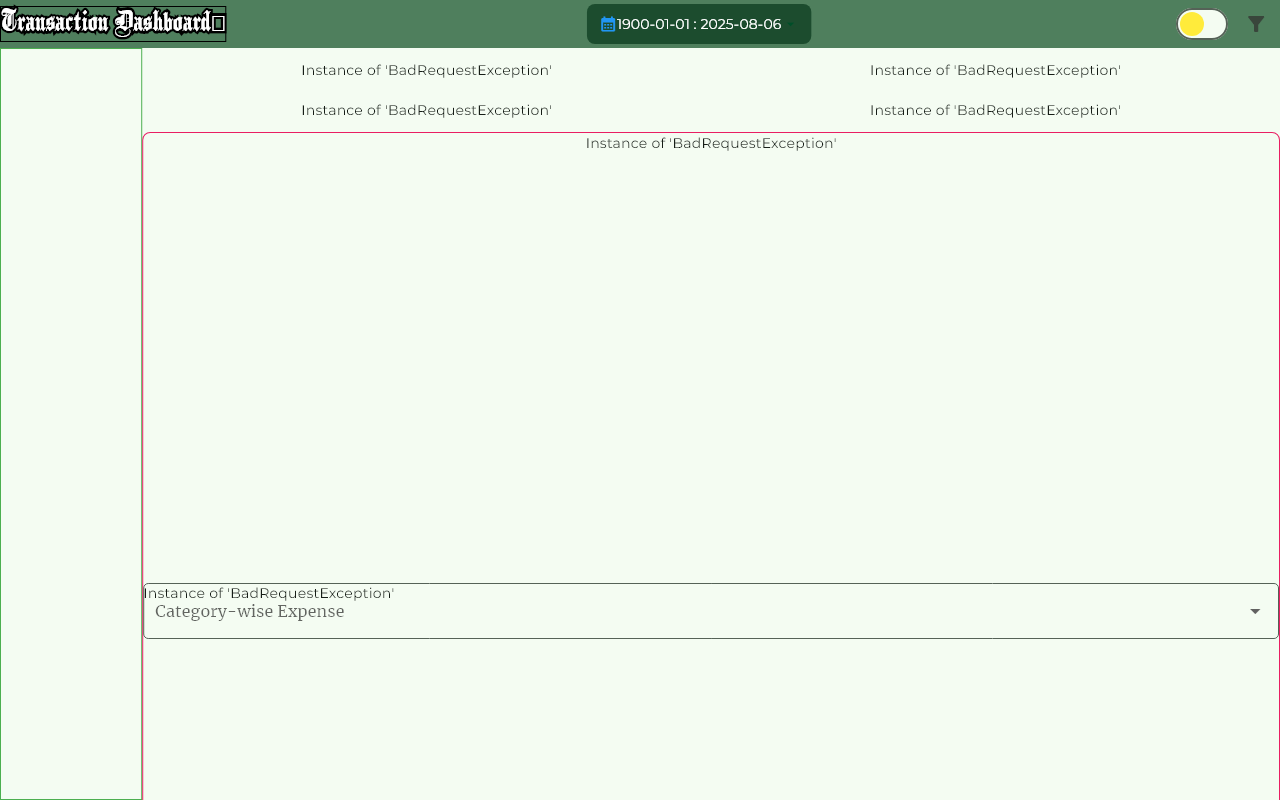 Transaction Dashboard
1900-01-01 : 2025-08-06
Instance of 'BadRequestException'
Instance of 'BadRequestException'
Instance of 'BadRequestException'
Instance of 'BadRequestException'
Instance of 'BadRequestException'
Instance of 'BadRequestException'
Category-wise Expense